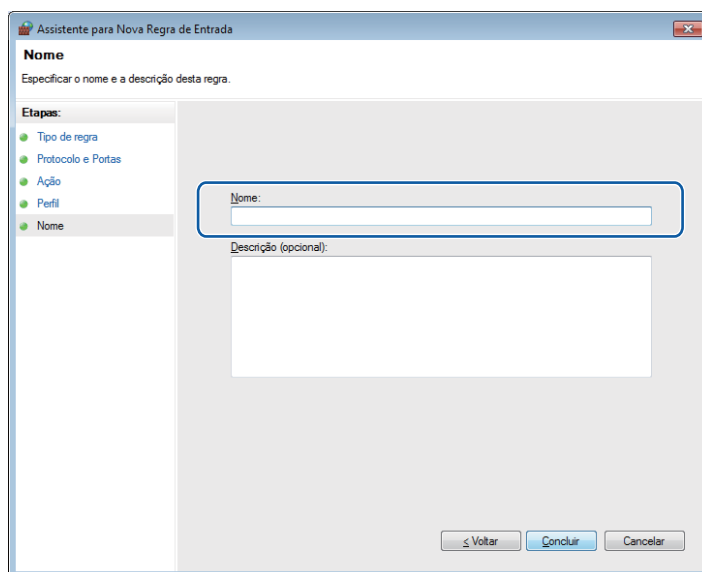 Assistente para Nova Regra de Entrada
Nome
Especificar o nome e a descrição desta regra.
Etapas:
Tipo de regra
Protocolo e Portas
Ação
Perfil
Nome
Nome:
Descrição (opcional):
< Voltar
Concluir
Cancelar